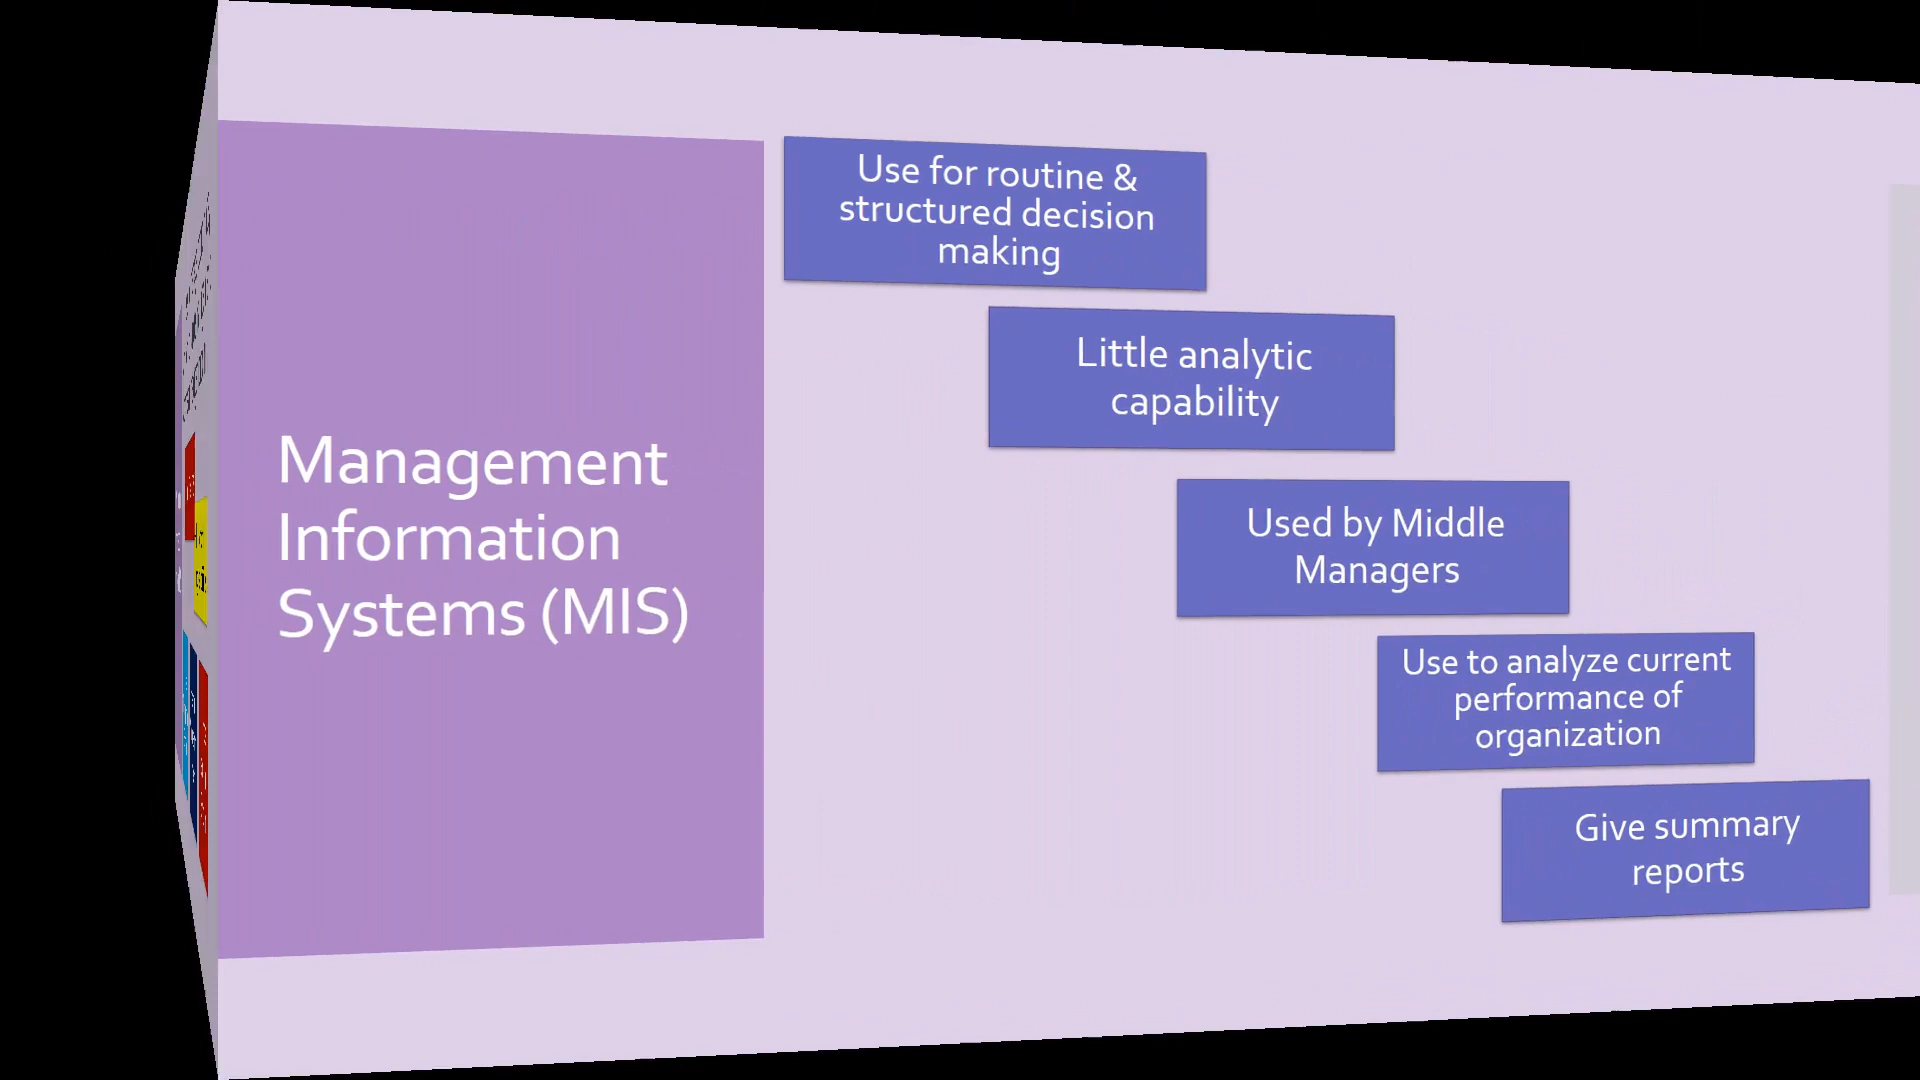 Management
Information
Systems (MIS)
Use for routine &
structured decision
making
Little analytic
capability
Used by Middle
Managers
Use to analyze current
performance of
organization
Give summary
reports